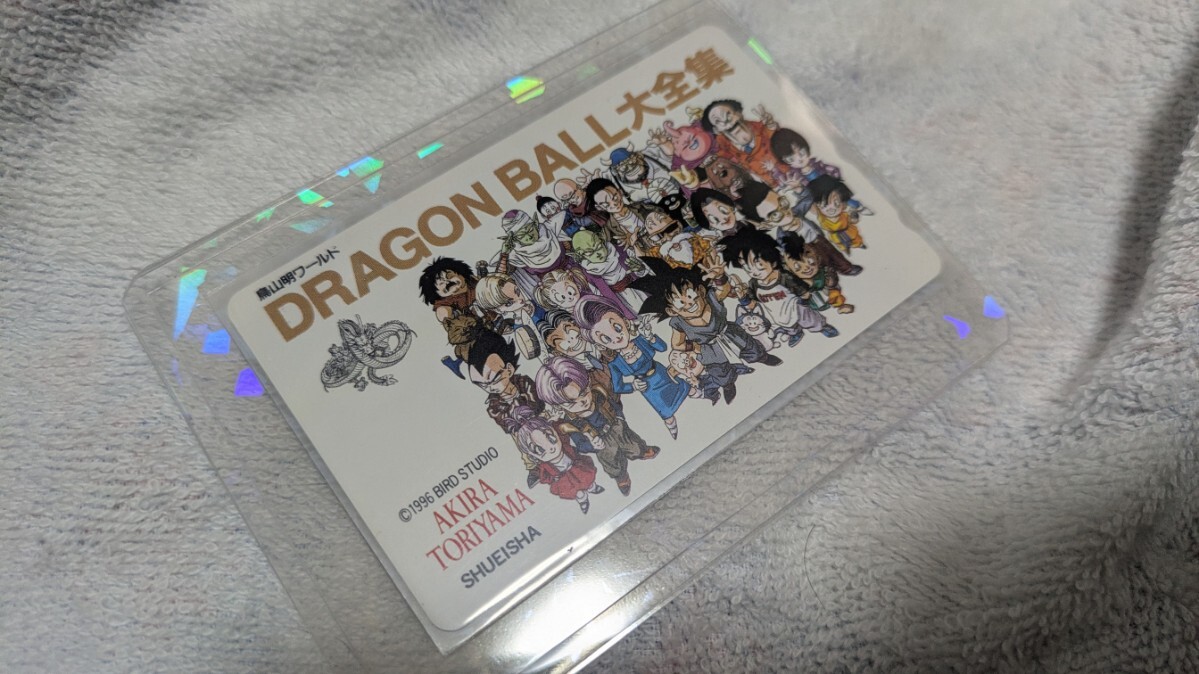 鳥山明ワールド
DRAGON BALL大全集
©1996 BIRD STUDIO
AKIRA
TORIYAMA
SHUEISHA